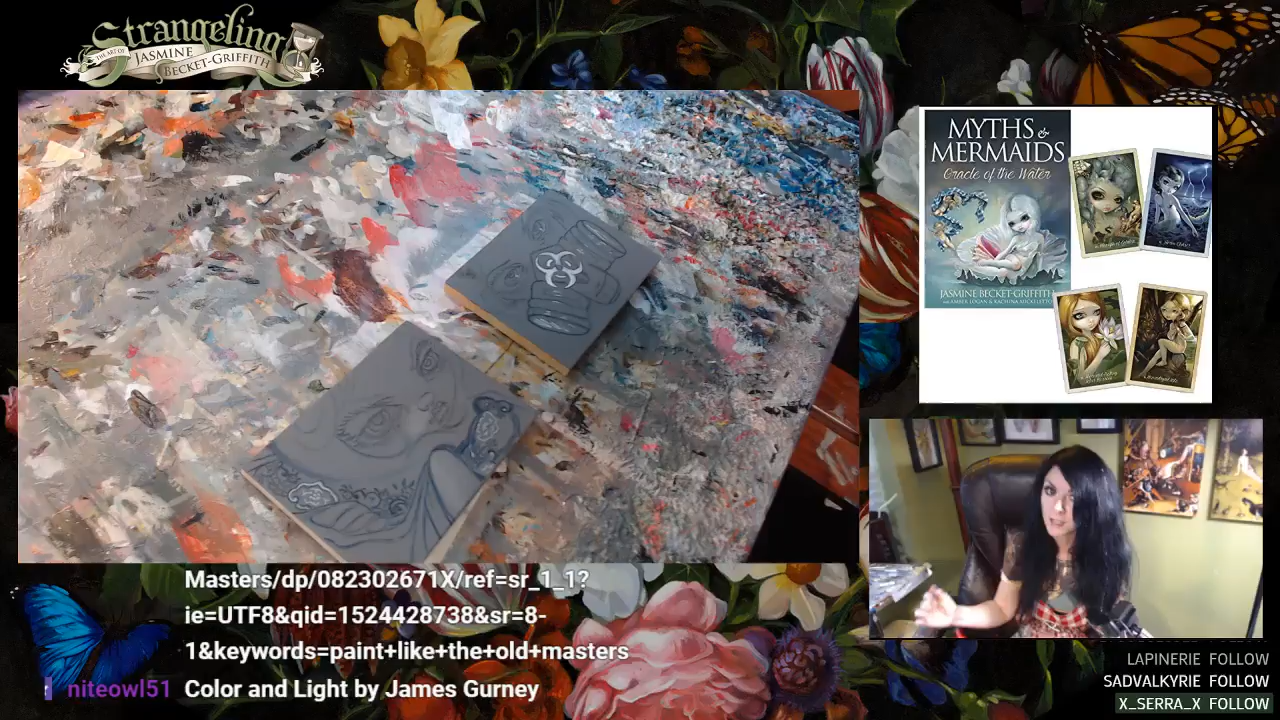 Strangeling
THE ART OF
JASMINE
BECKET-GRIFFITH
MYTHS &
MERMAIDS
Oracle of the Water
JASMINE BECKET-GRIFFITH
Masters/dp/082302671X/ref=sr_1_1?
ie=UTF8&qid=1524428738&sr=8-
1&keywords=paint+like+the+old+masters
niteowl51 Color and Light by James Gurney
LAPINERIE FOLLOW
SADVALKYRIE FOLLOW
X_SERRA_X FOLLOW